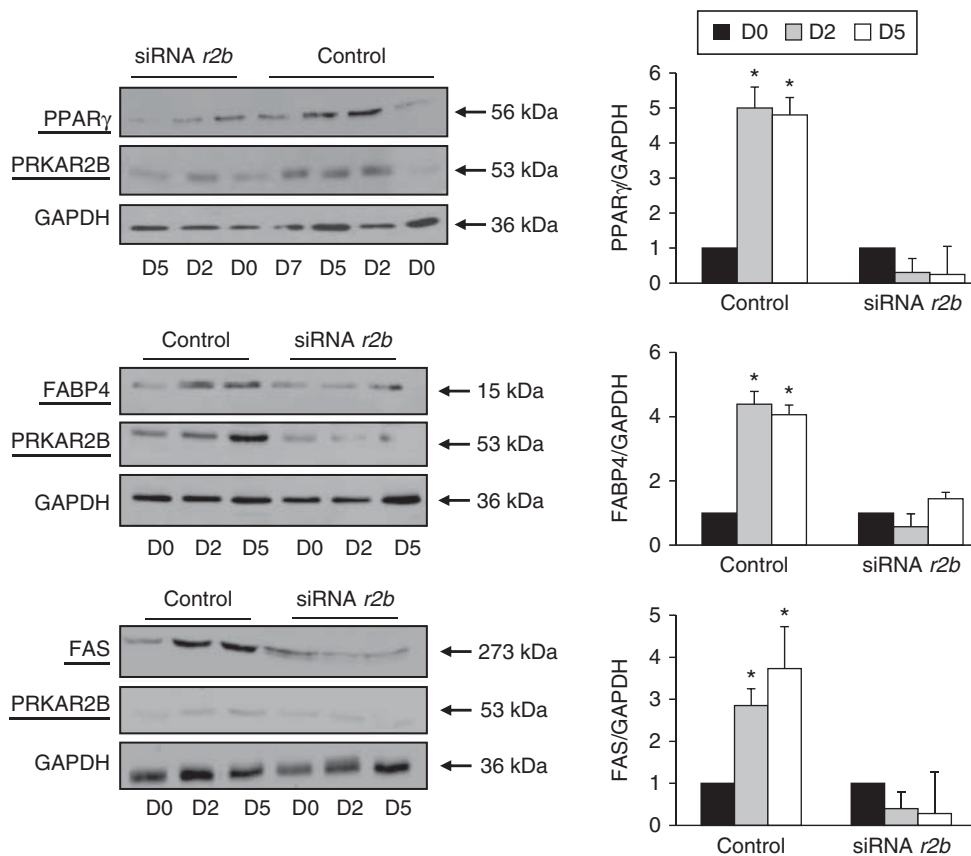 siRNA r2b Control
PPARγ
56 kDa
PRKAR2B
53 kDa
GAPDH
36 kDa
D5 D2 D0 D7 D5 D2 D0
D0 D2 D5
PPARγ/GAPDH
6
5
4
3
2
1
0
Control siRNA r2b
Control siRNA r2b
FABP4
15 kDa
PRKAR2B
53 kDa
GAPDH
36 kDa
D0 D2 D5 D0 D2 D5
FABP4/GAPDH
6
4
2
0
* *
Control siRNA r2b
Control siRNA r2b
FAS
273 kDa
PRKAR2B
53 kDa
GAPDH
36 kDa
D0 D2 D5 D0 D2 D5
FAS/GAPDH
5
4
3
2
1
0
* *
Control siRNA r2b